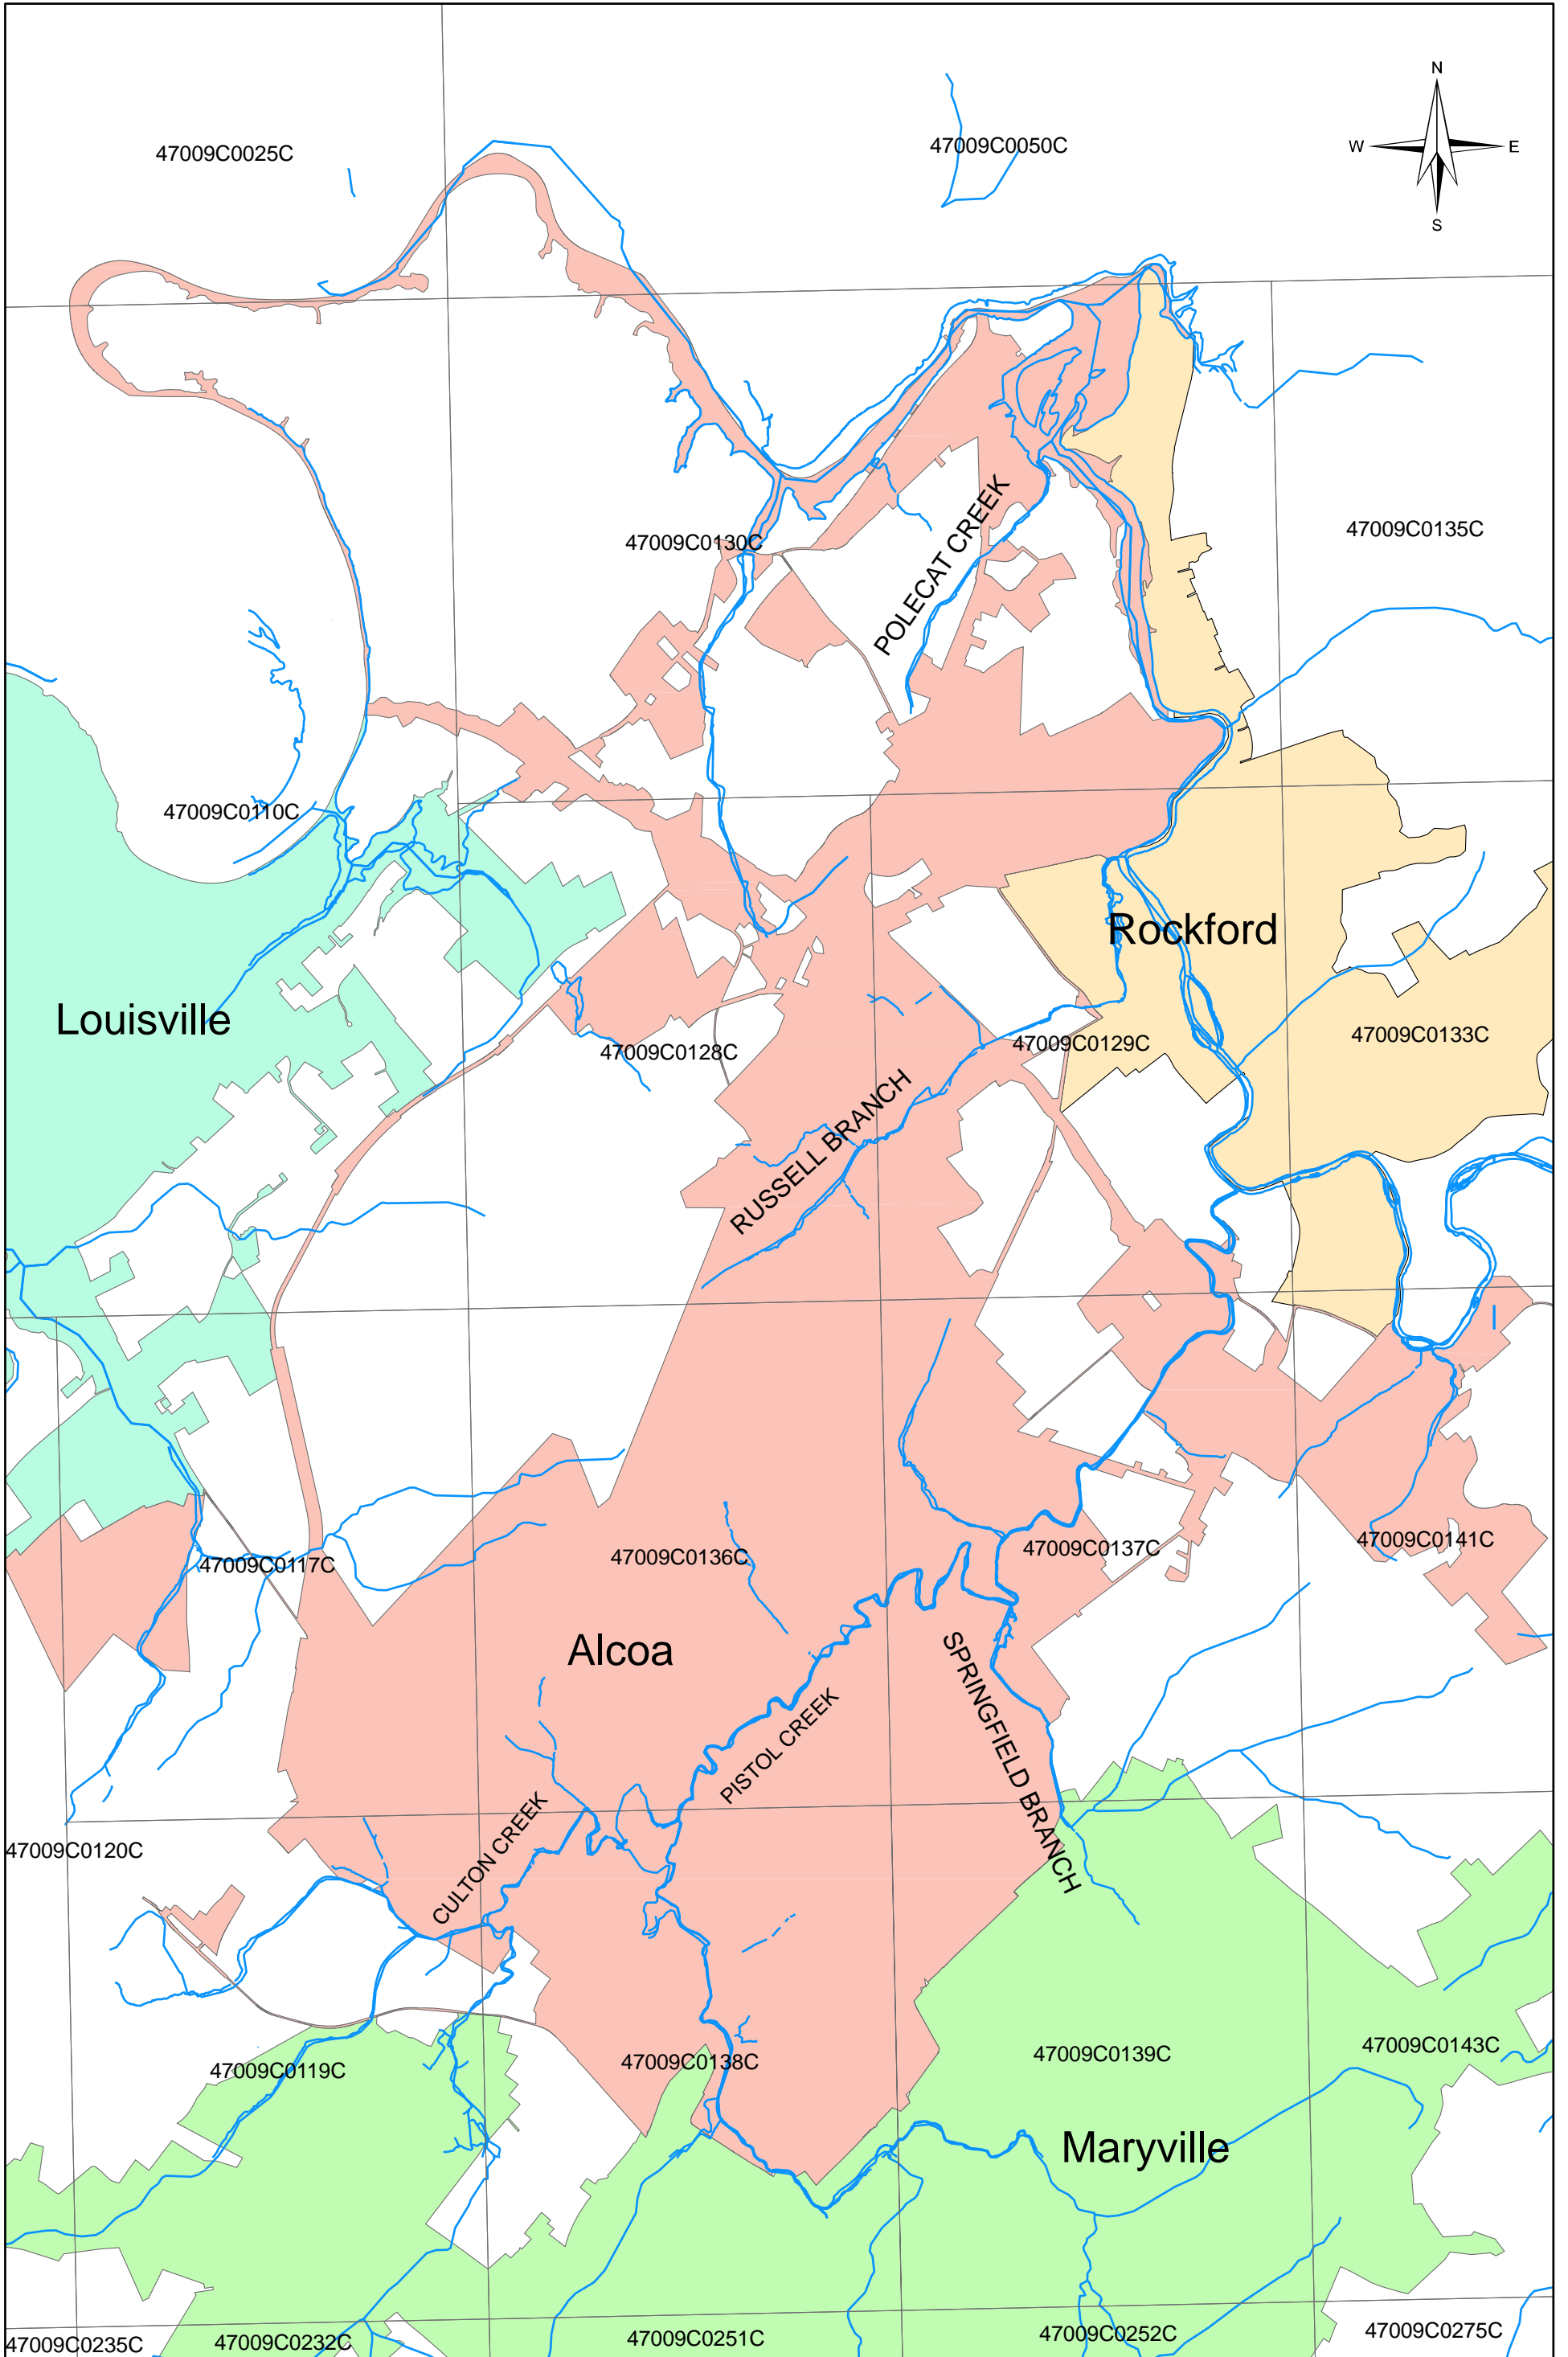 N
W
E
S
47009C0025C
47009C0050C
POLECAT CREEK
47009C0130C
47009C0135C
47009C0110C
Rockford
Louisville
47009C0128C
47009C0129C
47009C0133C
RUSSELL BRANCH
47009C0117C
47009C0136C
47009C0137C
47009C0141C
Alcoa
SPRINGFIELD BRANCH
PISTOL CREEK
CULTON CREEK
47009C0120C
47009C0119C
47009C0138C
47009C0139C
47009C0143C
Maryville
47009C0235C
47009C0232C
47009C0251C
47009C0252C
47009C0275C